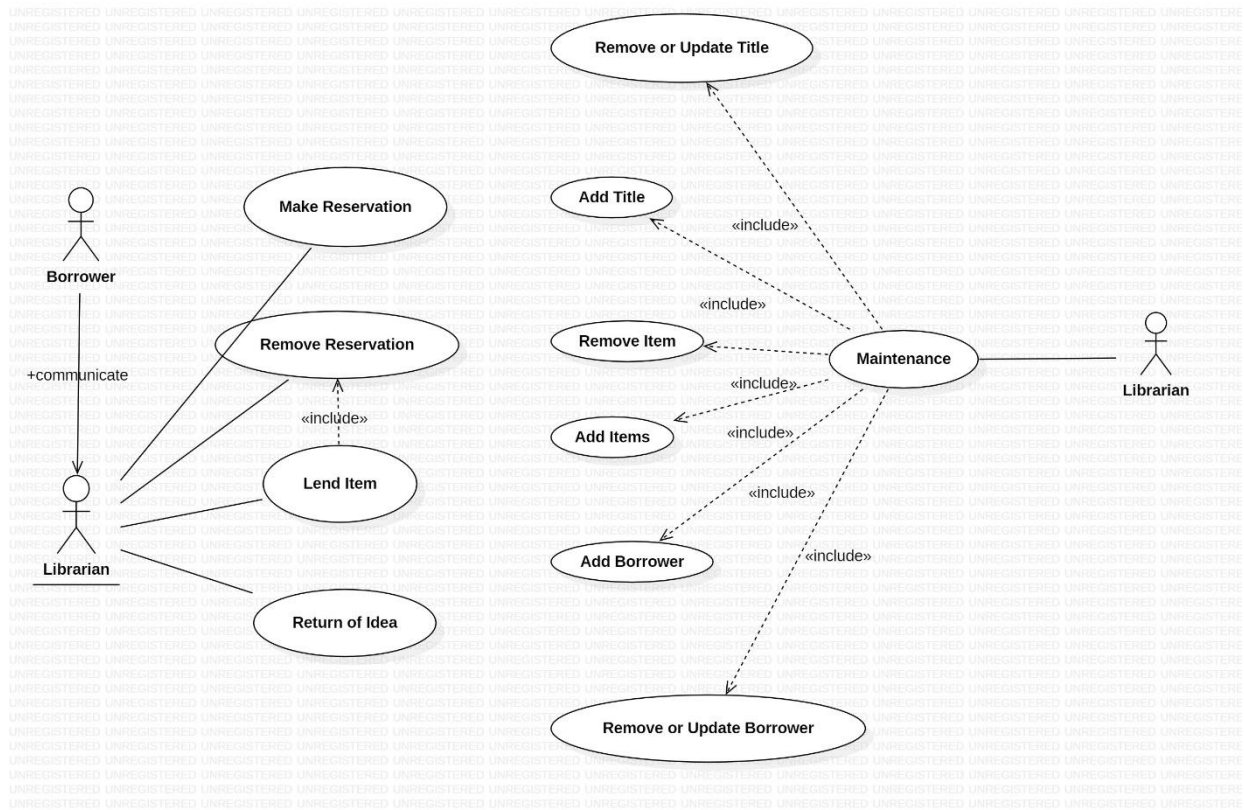 Remove or Update Title
Make Reservation
Add Title
«include»
Borrower
«include»
Remove Reservation
Remove Item
Maintenance
Librarian
+communicate
«include»
«include»
«include»
Add Items
Lend Item
«include»
Librarian
Add Borrower
«include»
Return of Idea
Remove or Update Borrower
UNREGISTERED